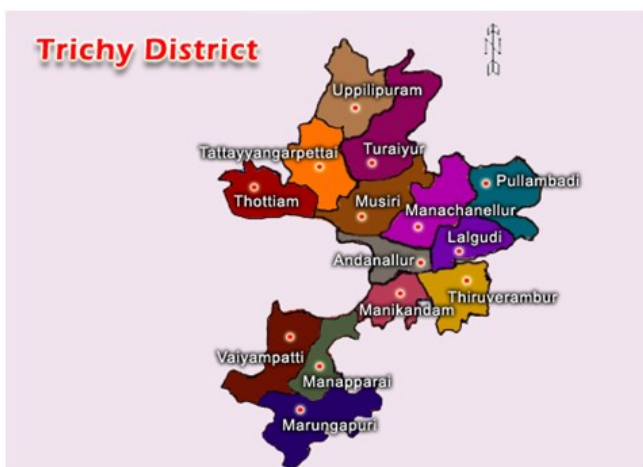 Trichy District
Uppilipuram
Tattayyangarpettai
Turaiyur
Thottiam
Musiri
Pullambadi
Manachanellur
Lalgudi
Andanallur
Thiruverambur
Manikandam
Vaiyampatti
Manapparai
Marungapuri